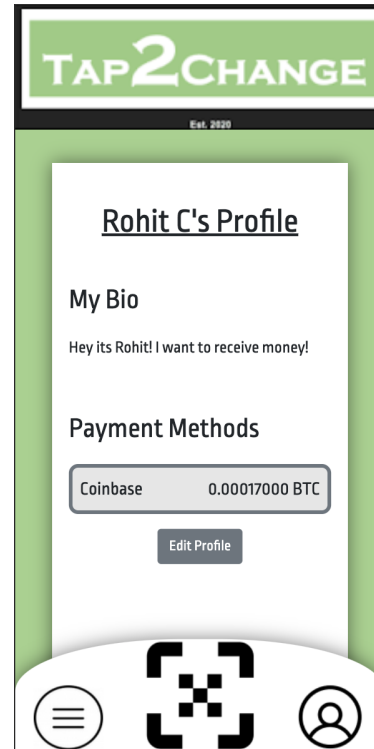 TAP2CHANGE
Est. 2020
Rohit C's Profile
My Bio
Hey its Rohit! I want to receive money!
Payment Methods
Coinbase 0.00017000 BTC
Edit Profile